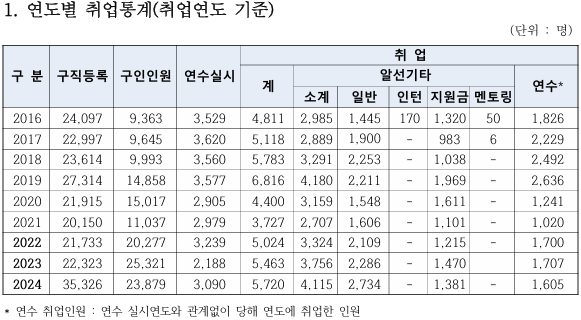 1. 연도별 취업통계(취업연도 기준)
(단위 : 명)
구 분 구직등록 구인인원 연수실시 취 업
계 알선기타 연수*
소계 일반 인턴 지원금 멘토링
2016 24,097 9,363 3,529 4,811 2,985 1,445 170 1,320 50 1,826
2017 22,997 9,645 3,620 5,118 2,889 1,900 - 983 6 2,229
2018 23,614 9,993 3,560 5,783 3,291 2,253 - 1,038 - 2,492
2019 27,314 14,858 3,577 6,816 4,180 2,211 - 1,969 - 2,636
2020 21,915 15,017 2,905 4,400 3,159 1,548 - 1,611 - 1,241
2021 20,150 11,037 2,979 3,727 2,707 1,606 - 1,101 - 1,020
2022 21,733 20,277 3,239 5,024 3,324 2,109 - 1,215 - 1,700
2023 22,323 25,321 2,188 5,463 3,756 2,286 - 1,470 - 1,707
2024 35,326 23,879 3,090 5,720 4,115 2,734 - 1,381 - 1,605
* 연수 취업인원 : 연수 실시연도와 관계없이 당해 연도에 취업한 인원